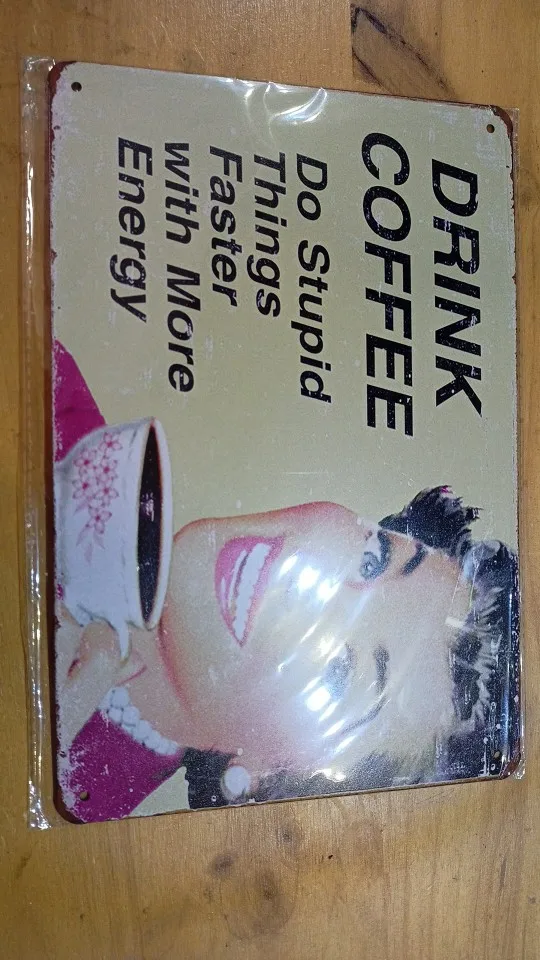 DRINK
COFFEE
Do Stupid
Things
Faster
with More
Energy